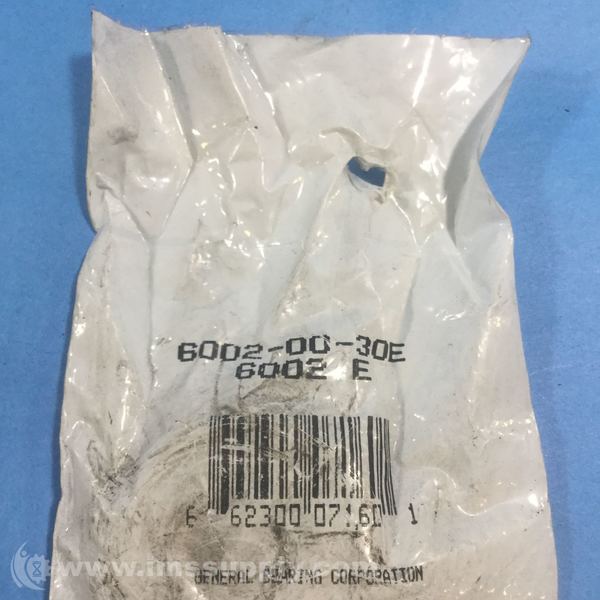 6002-00-30E
6002 E
6 62300 07160 1
GENERAL BEARING CORPORATION